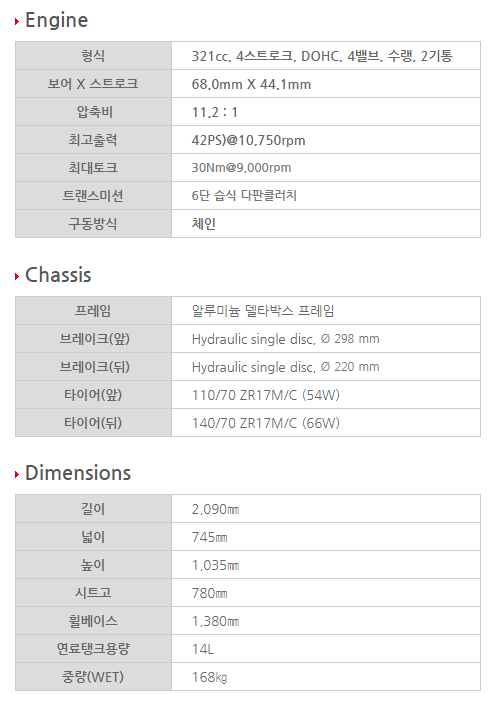 Engine
형식 321cc, 4스트로크, DOHC, 4밸브, 수랭, 2기통
보어 X 스트로크 68.0mm X 44.1mm
압축비 11.2 : 1
최고출력 42PS)@10,750rpm
최대토크 30Nm@9,000rpm
트랜스미션 6단 습식 다판클러치
구동방식 체인
Chassis
프레임 알루미늄 델타박스 프레임
브레이크(앞) Hydraulic single disc, Ø 298 mm
브레이크(뒤) Hydraulic single disc, Ø 220 mm
타이어(앞) 110/70 ZR17M/C (54W)
타이어(뒤) 140/70 ZR17M/C (66W)
Dimensions
길이 2,090㎜
넓이 745㎜
높이 1,035㎜
시트고 780㎜
휠베이스 1,380㎜
연료탱크용량 14L
중량(WET) 168㎏